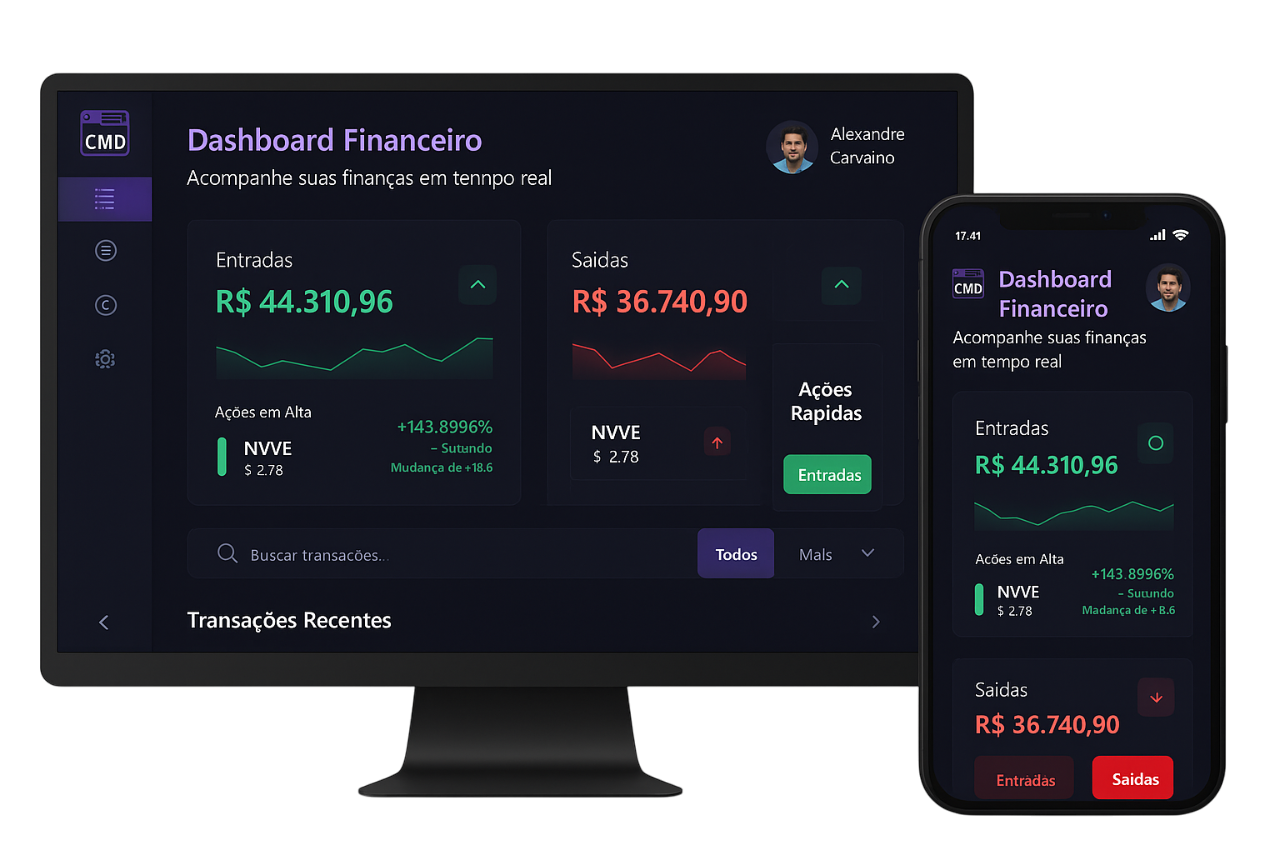 CMD
Dashboard Financeiro
Acompanhe suas finanças em tennpo real
Alexandre
Carvaino
Entradas
R$ 44.310,96
Ações em Alta
NVVE
$ 2.78
+143.8996%
– Sutundo
Mudança de +18.6
Saidas
R$ 36.740,90
NVVE
$ 2.78
Ações
Rapidas
Entradas
Buscar transacões...
Todos
Mais
Transações Recentes
17.41
CMD
Dashboard
Financeiro
Acompanhe suas finanças
em tempo real
Entradas
R$ 44.310,96
Acões em Alta
NVVE
$ 2.78
+143.8996%
– Sutundo
Madança de + 8.6
Saidas
R$ 36.740,90
Entradas
Saidas